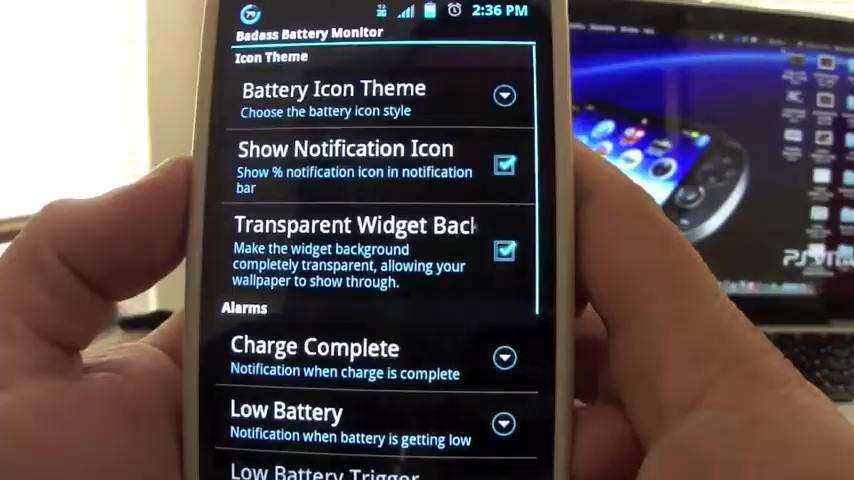 2:36 PM
Badass Battery Monitor
Icon Theme
Battery Icon Theme
Choose the battery icon style
Show Notification Icon
Show % notification icon in notification
bar
Transparent Widget Back
Make the widget background
completely transparent, allowing your
wallpaper to show through.
Alarms
Charge Complete
Notification when charge is complete
Low Battery
Notification when battery is getting low
Low Battery Trigger